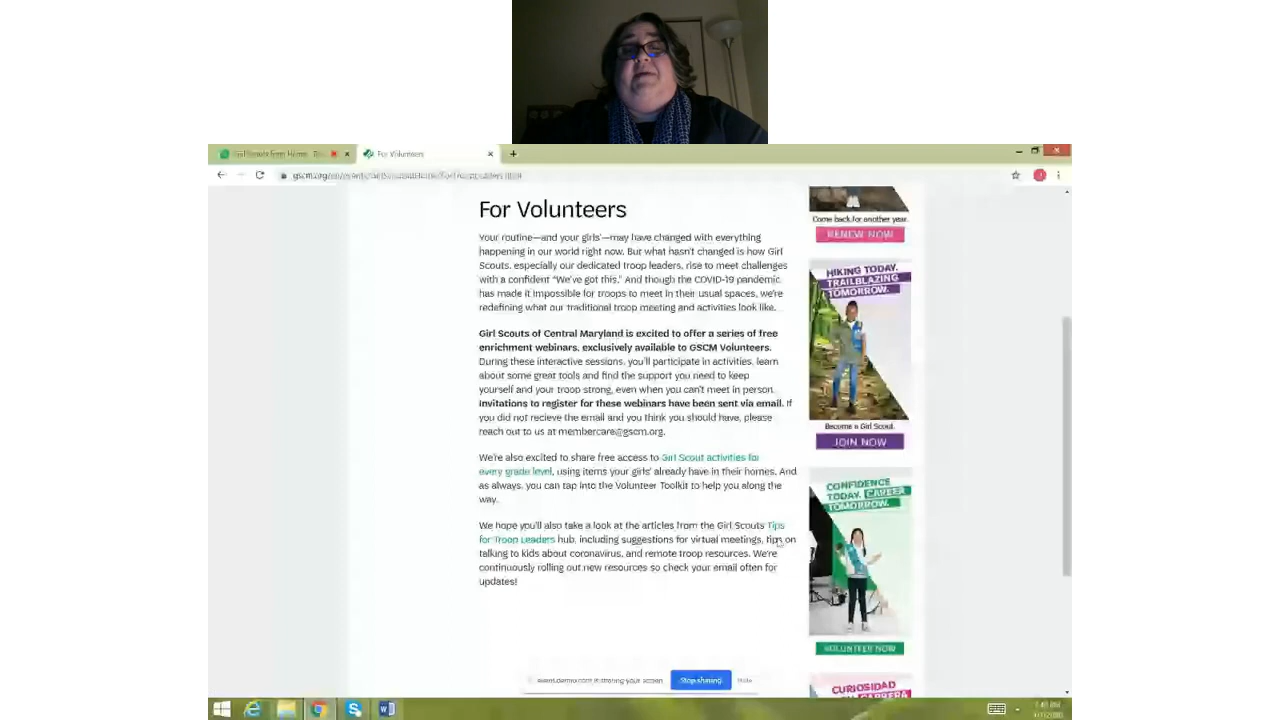 Girl Scouts from Home
For Volunteers
For Volunteers
Your routine—and your girls'—may have changed with everything
happening in our world right now. But what hasn't changed is how Girl
Scouts, especially our dedicated troop leaders, rise to meet challenges
with a confident "We've got this." And though the COVID-19 pandemic
has made it impossible for troops to meet in their usual spaces, we're
redefining what our traditional troop meeting and activities look like.
Girl Scouts of Central Maryland is excited to offer a series of free
enrichment webinars, exclusively available to GSCM Volunteers.
During these interactive sessions, you'll participate in activities, learn
about some great tools and find the support you need to keep
yourself and your troop strong, even when you can't meet in person.
Invitations to register for these webinars have been sent via email. If
you did not recieve the email and you think you should have, please
reach out to us at membercare@gscm.org.
We're also excited to share free access to Girl Scout activities for
every grade level, using items your girls' already have in their homes. And
as always, you can tap into the Volunteer Toolkit to help you along the
way.
We hope you'll also take a look at the articles from the Girl Scouts Tips
for Troop Leaders hub, including suggestions for virtual meetings, tips on
talking to kids about coronavirus, and remote troop resources. We're
continuously rolling out new resources so check your email often for
updates!
Come back for another year.
RENEW NOW
HIKING TODAY.
TRAILBLAZING
TOMORROW.
Become a Girl Scout.
JOIN NOW
CONFIDENCE
TODAY. CAREER
TOMORROW.
VOLUNTEER NOW
CURIOSIDAD
is sharing your screen
Stop sharing
Hide